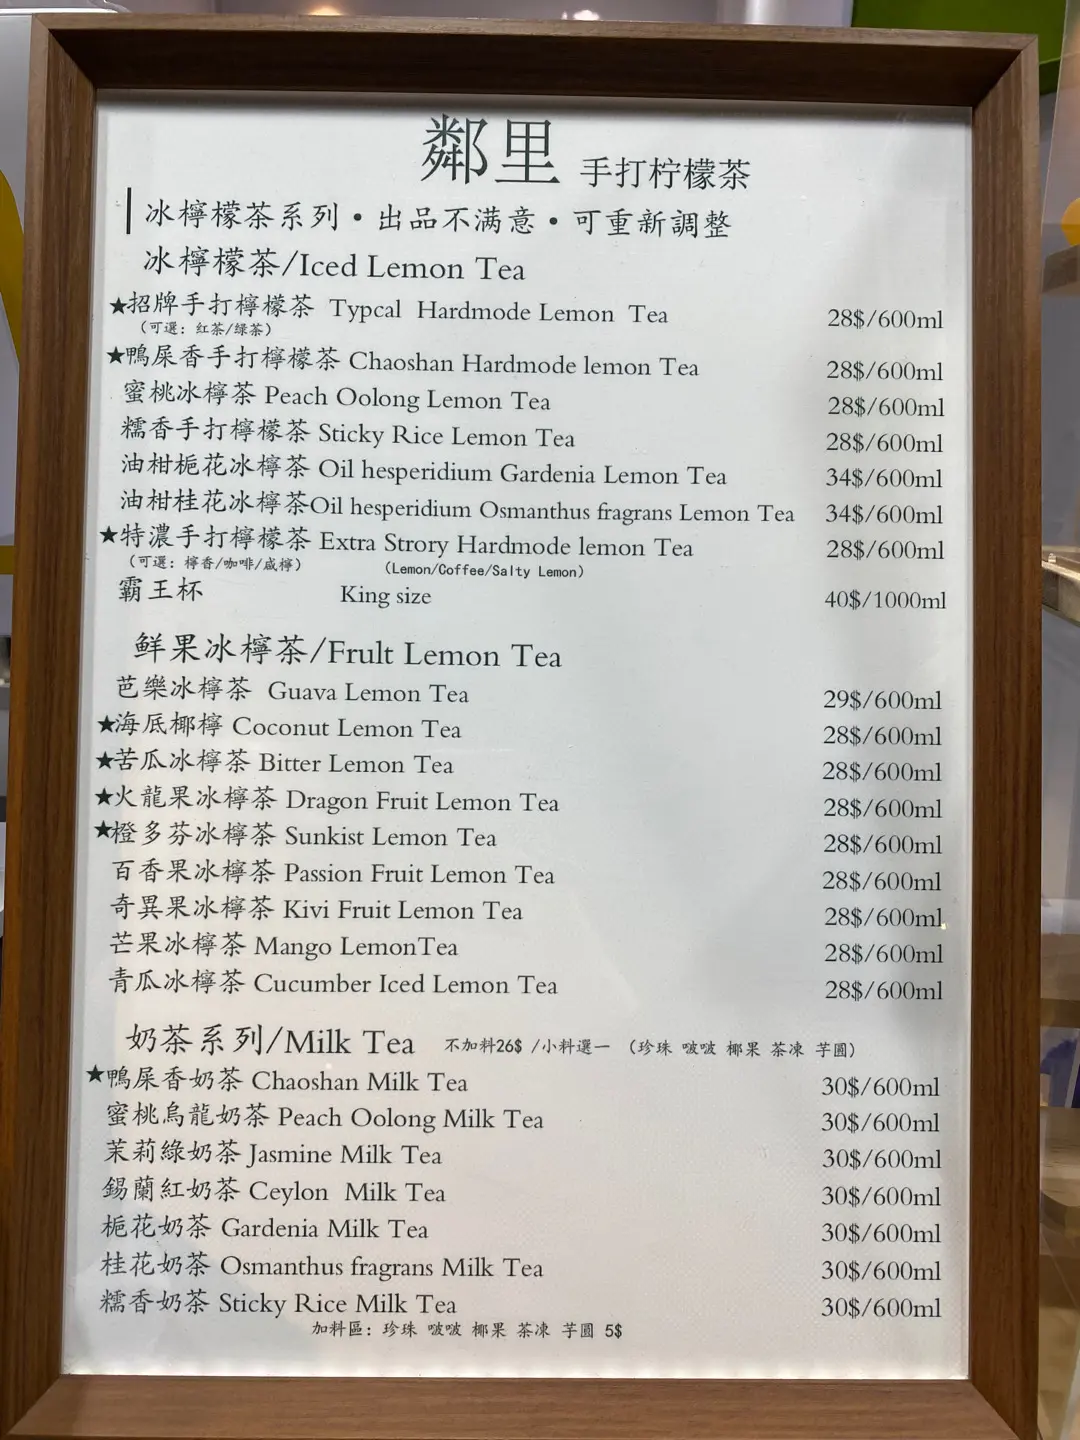 鄰里 手打柠檬茶
冰檸檬茶系列•出品不满意•可重新調整
冰檸檬茶/Iced Lemon Tea
★招牌手打檸檬茶 Typcal Hardmode Lemon Tea 28$/600ml
(可選: 红茶/绿茶)
★鴨屎香手打檸檬茶 Chaoshan Hardmode lemon Tea 28$/600ml
蜜桃冰檸茶 Peach Oolong Lemon Tea 28$/600ml
糯香手打檸檬茶 Sticky Rice Lemon Tea 28$/600ml
油柑梔花冰檸茶 Oil hesperidium Gardenia Lemon Tea 34$/600ml
油柑桂花冰檸茶Oil hesperidium Osmanthus fragrans Lemon Tea 34$/600ml
★特濃手打檸檬茶 Extra Strory Hardmode lemon Tea 28$/600ml
(可選: 檸香/咖啡/咸檸) (Lemon/Coffee/Salty Lemon)
霸王杯 King size 40$/1000ml
鲜果冰檸茶/Frult Lemon Tea
芭樂冰檸茶 Guava Lemon Tea 29$/600ml
★海底椰檸 Coconut Lemon Tea 28$/600ml
★苦瓜冰檸茶 Bitter Lemon Tea 28$/600ml
★火龍果冰檸茶 Dragon Fruit Lemon Tea 28$/600ml
★橙多芬冰檸茶 Sunkist Lemon Tea 28$/600ml
百香果冰檸茶 Passion Fruit Lemon Tea 28$/600ml
奇異果冰檸茶 Kivi Fruit Lemon Tea 28$/600ml
芒果冰檸茶 Mango LemonTea 28$/600ml
青瓜冰檸茶 Cucumber Iced Lemon Tea 28$/600ml
奶茶系列/Milk Tea 不加料26$ /小料選一 (珍珠 啵啵 椰果 茶凍 芋圓)
★鴨屎香奶茶 Chaoshan Milk Tea 30$/600ml
蜜桃烏龍奶茶 Peach Oolong Milk Tea 30$/600ml
茉莉綠奶茶 Jasmine Milk Tea 30$/600ml
錫蘭紅奶茶 Ceylon Milk Tea 30$/600ml
梔花奶茶 Gardenia Milk Tea 30$/600ml
桂花奶茶 Osmanthus fragrans Milk Tea 30$/600ml
糯香奶茶 Sticky Rice Milk Tea 30$/600ml
加料區: 珍珠 啵啵 椰果 茶凍 芋圓 5$